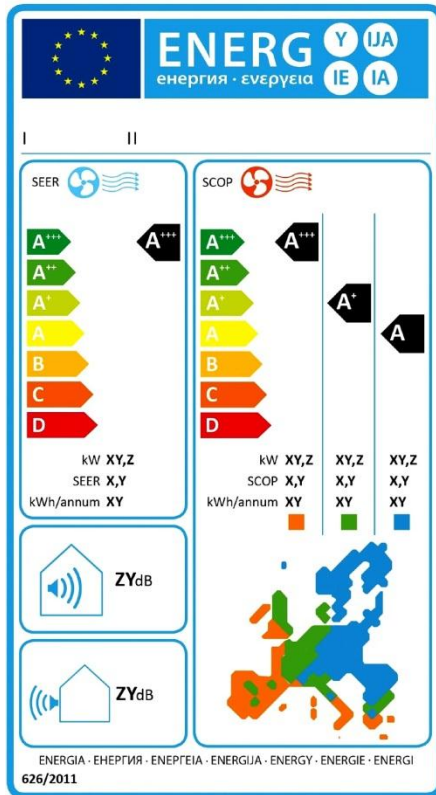 ENERG
енергия · ενεργεια
Y IJA
IE IA
I II
SEER
A+++
A++
A+
A
B
C
D
A+++
kW XY,Z
SEER X,Y
kWh/annum XY
SCOP
A+++
A++
A+
A
B
C
D
A+++
A+
A
kW XY,Z XY,Z XY,Z
SCOP X,Y X,Y X,Y
kWh/annum XY XY XY
ZYdB
ZYdB
ENERGIA · ЕНЕРГИЯ · ΕΝΕΡΓΕΙΑ · ENERGIJA · ENERGY · ENERGIE · ENERGI
626/2011